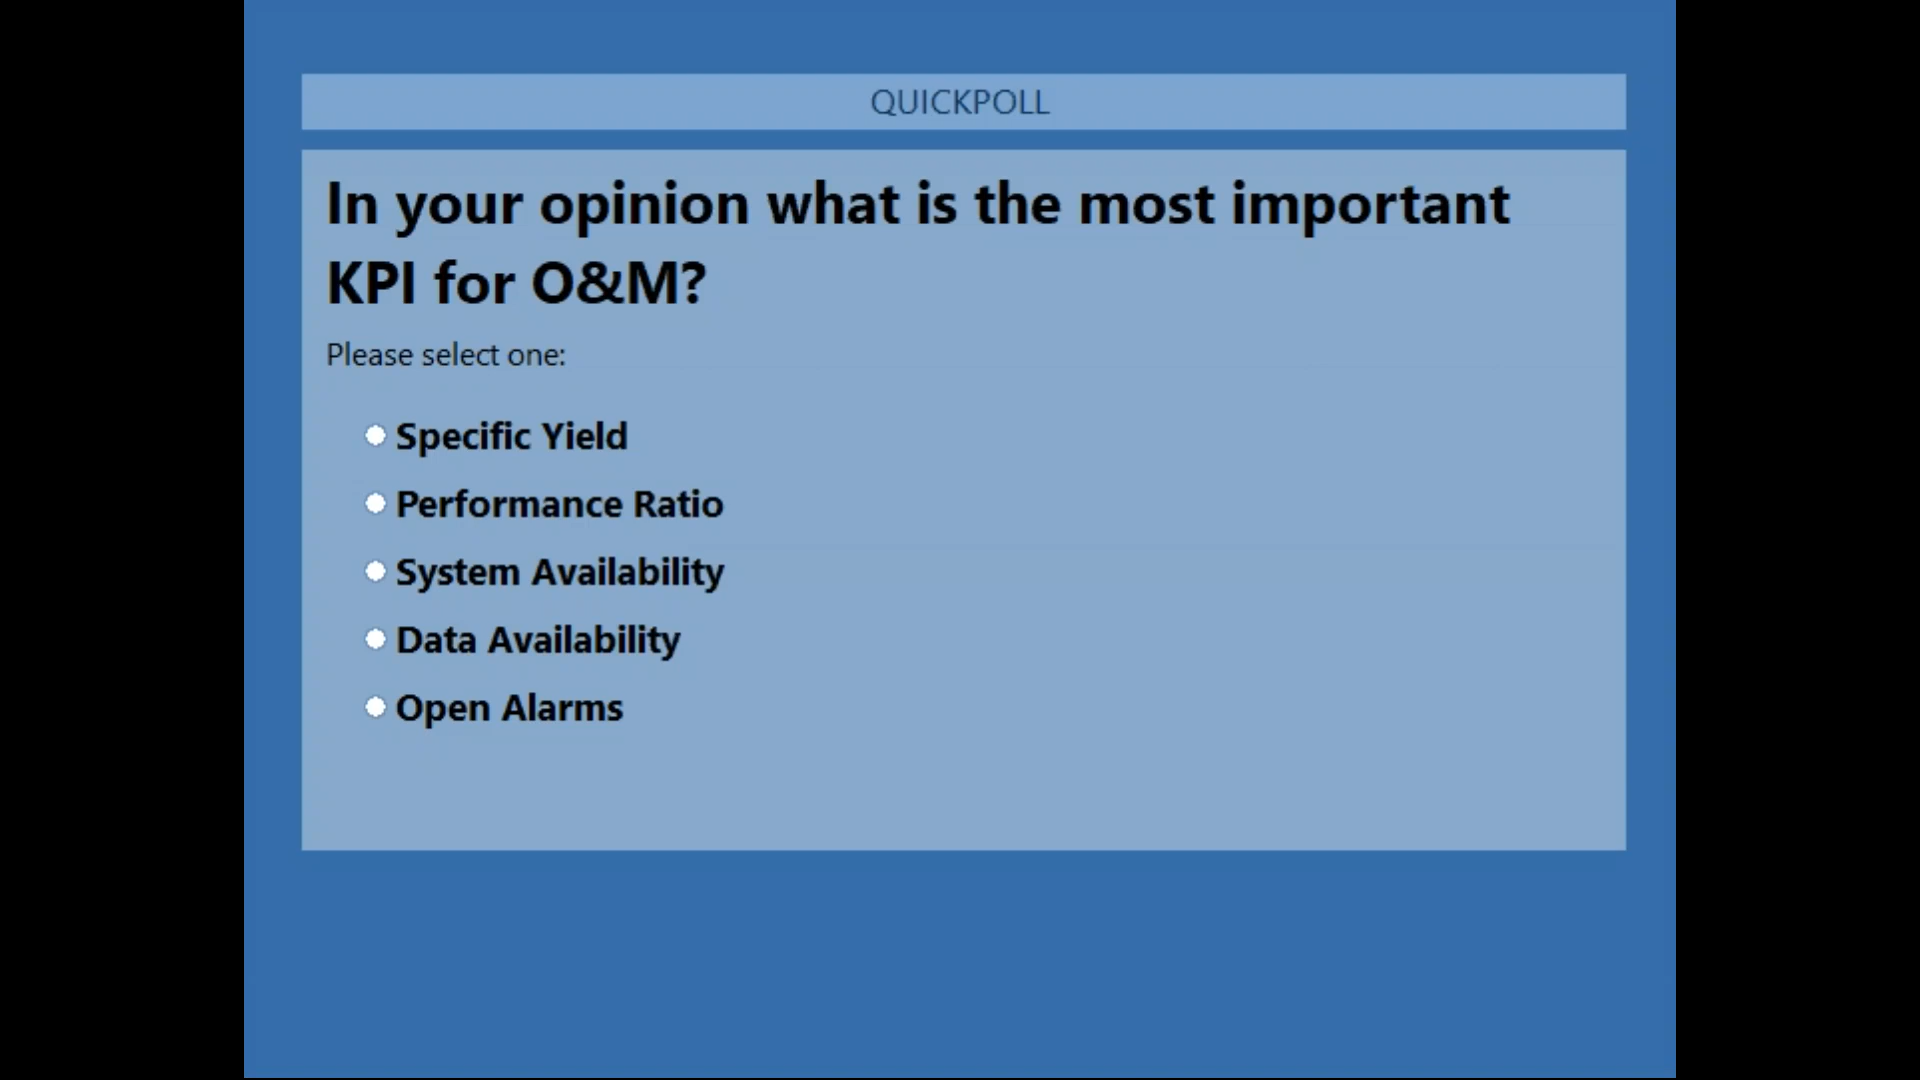 QUICKPOLL
In your opinion what is the most important
KPI for O&M?
Please select one:
Specific Yield
Performance Ratio
System Availability
Data Availability
Open Alarms